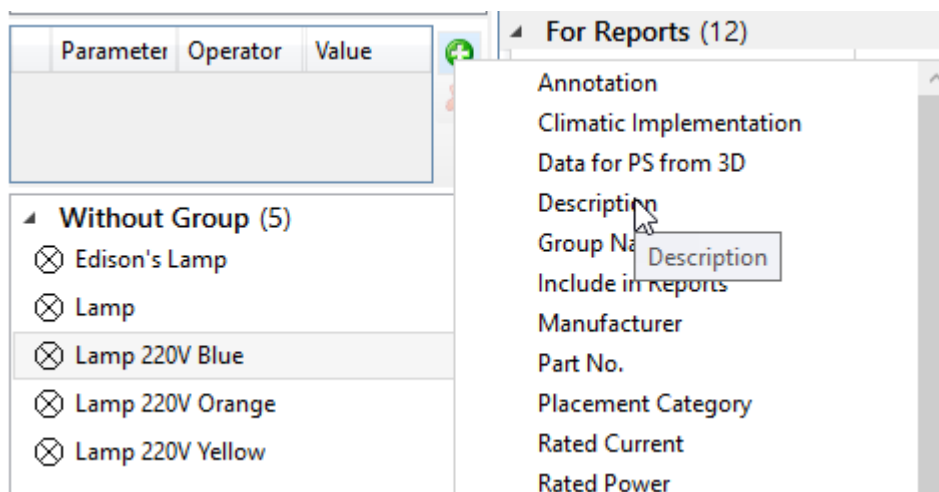 Parameter Operator Value
Without Group (5)
Edison's Lamp
Lamp
Lamp 220V Blue
Lamp 220V Orange
Lamp 220V Yellow
For Reports (12)
Annotation
Climatic Implementation
Data for PS from 3D
Description
Group
Description
Include in Reports
Manufacturer
Part No.
Placement Category
Rated Current
Rated Power